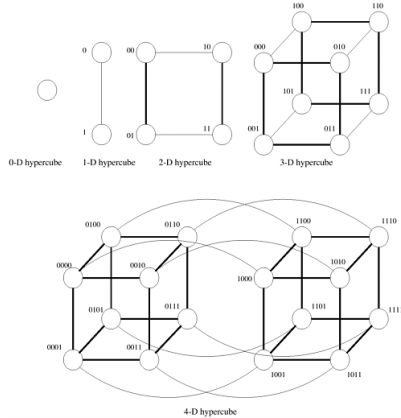 100 110
0 00 10 000 010
101 111
1 01 11 001 011
0-D hypercube 1-D hypercube 2-D hypercube 3-D hypercube
0100 0110 1100 1110
0000 0010 1000 1010
0101 0111 1101 111
0001 0011 1001 1011
4-D hypercube